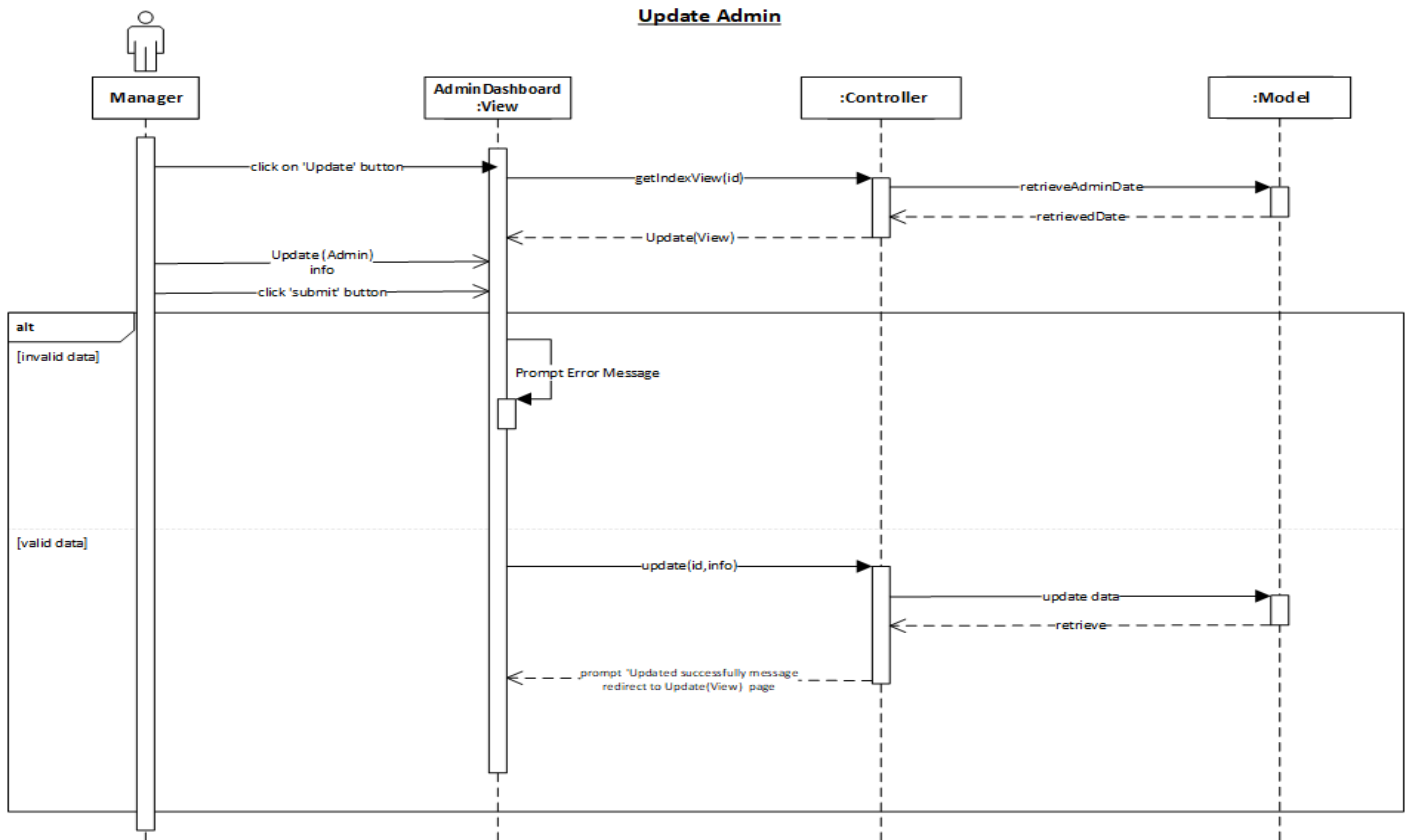 Update Admin
Manager
Admin Dashboard
:View
:Controller
:Model
click on 'Update' button
getIndexView(id)
retrieveAdminDate
retrievedDate
Update(View)
Update (Admin)
info
click 'submit' button
alt
[invalid data]
Prompt Error Message
[valid data]
update(id,info)
update data
retrieve
prompt "Updated successfully message
redirect to Update(View) page